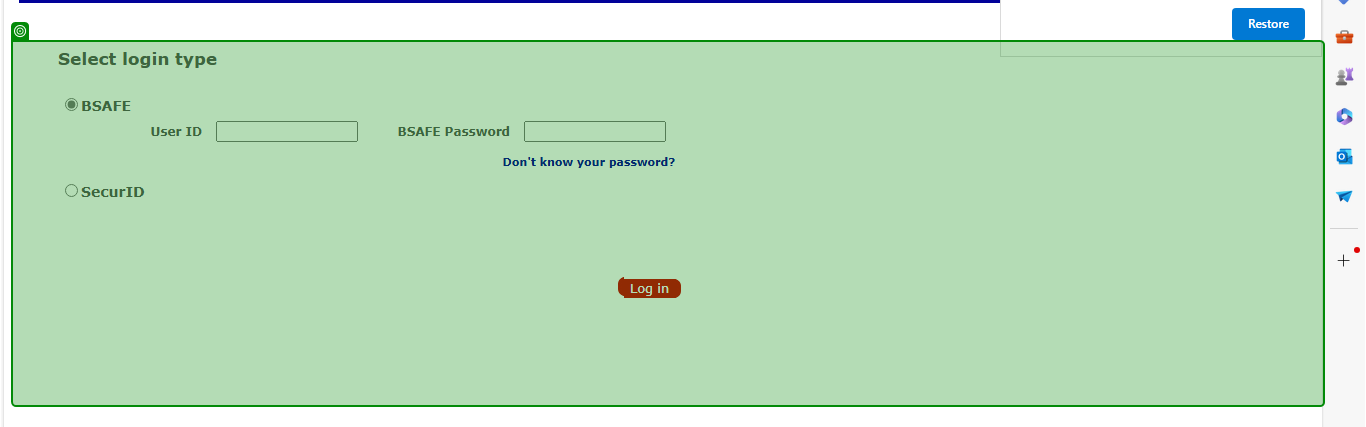 Restore
Select login type
BSAFE
User ID BSAFE Password
Don't know your password?
SecurID
Log in